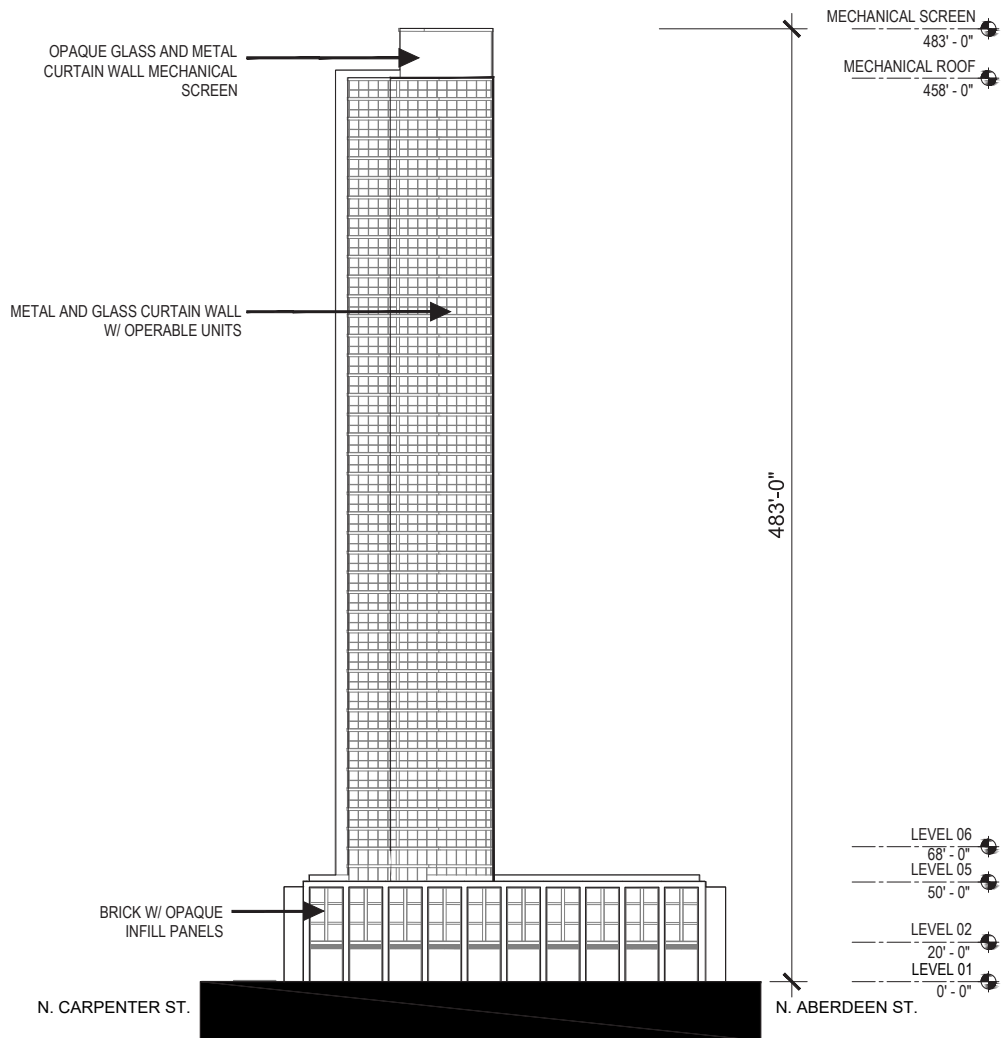 MECHANICAL SCREEN
483' - 0"
OPAQUE GLASS AND METAL
CURTAIN WALL MECHANICAL
SCREEN
MECHANICAL ROOF
458' - 0"
METAL AND GLASS CURTAIN WALL
W/ OPERABLE UNITS
483'-0"
LEVEL 06
68' - 0"
LEVEL 05
50' - 0"
BRICK W/ OPAQUE
INFILL PANELS
LEVEL 02
20' - 0"
LEVEL 01
0' - 0"
N. CARPENTER ST.
N. ABERDEEN ST.